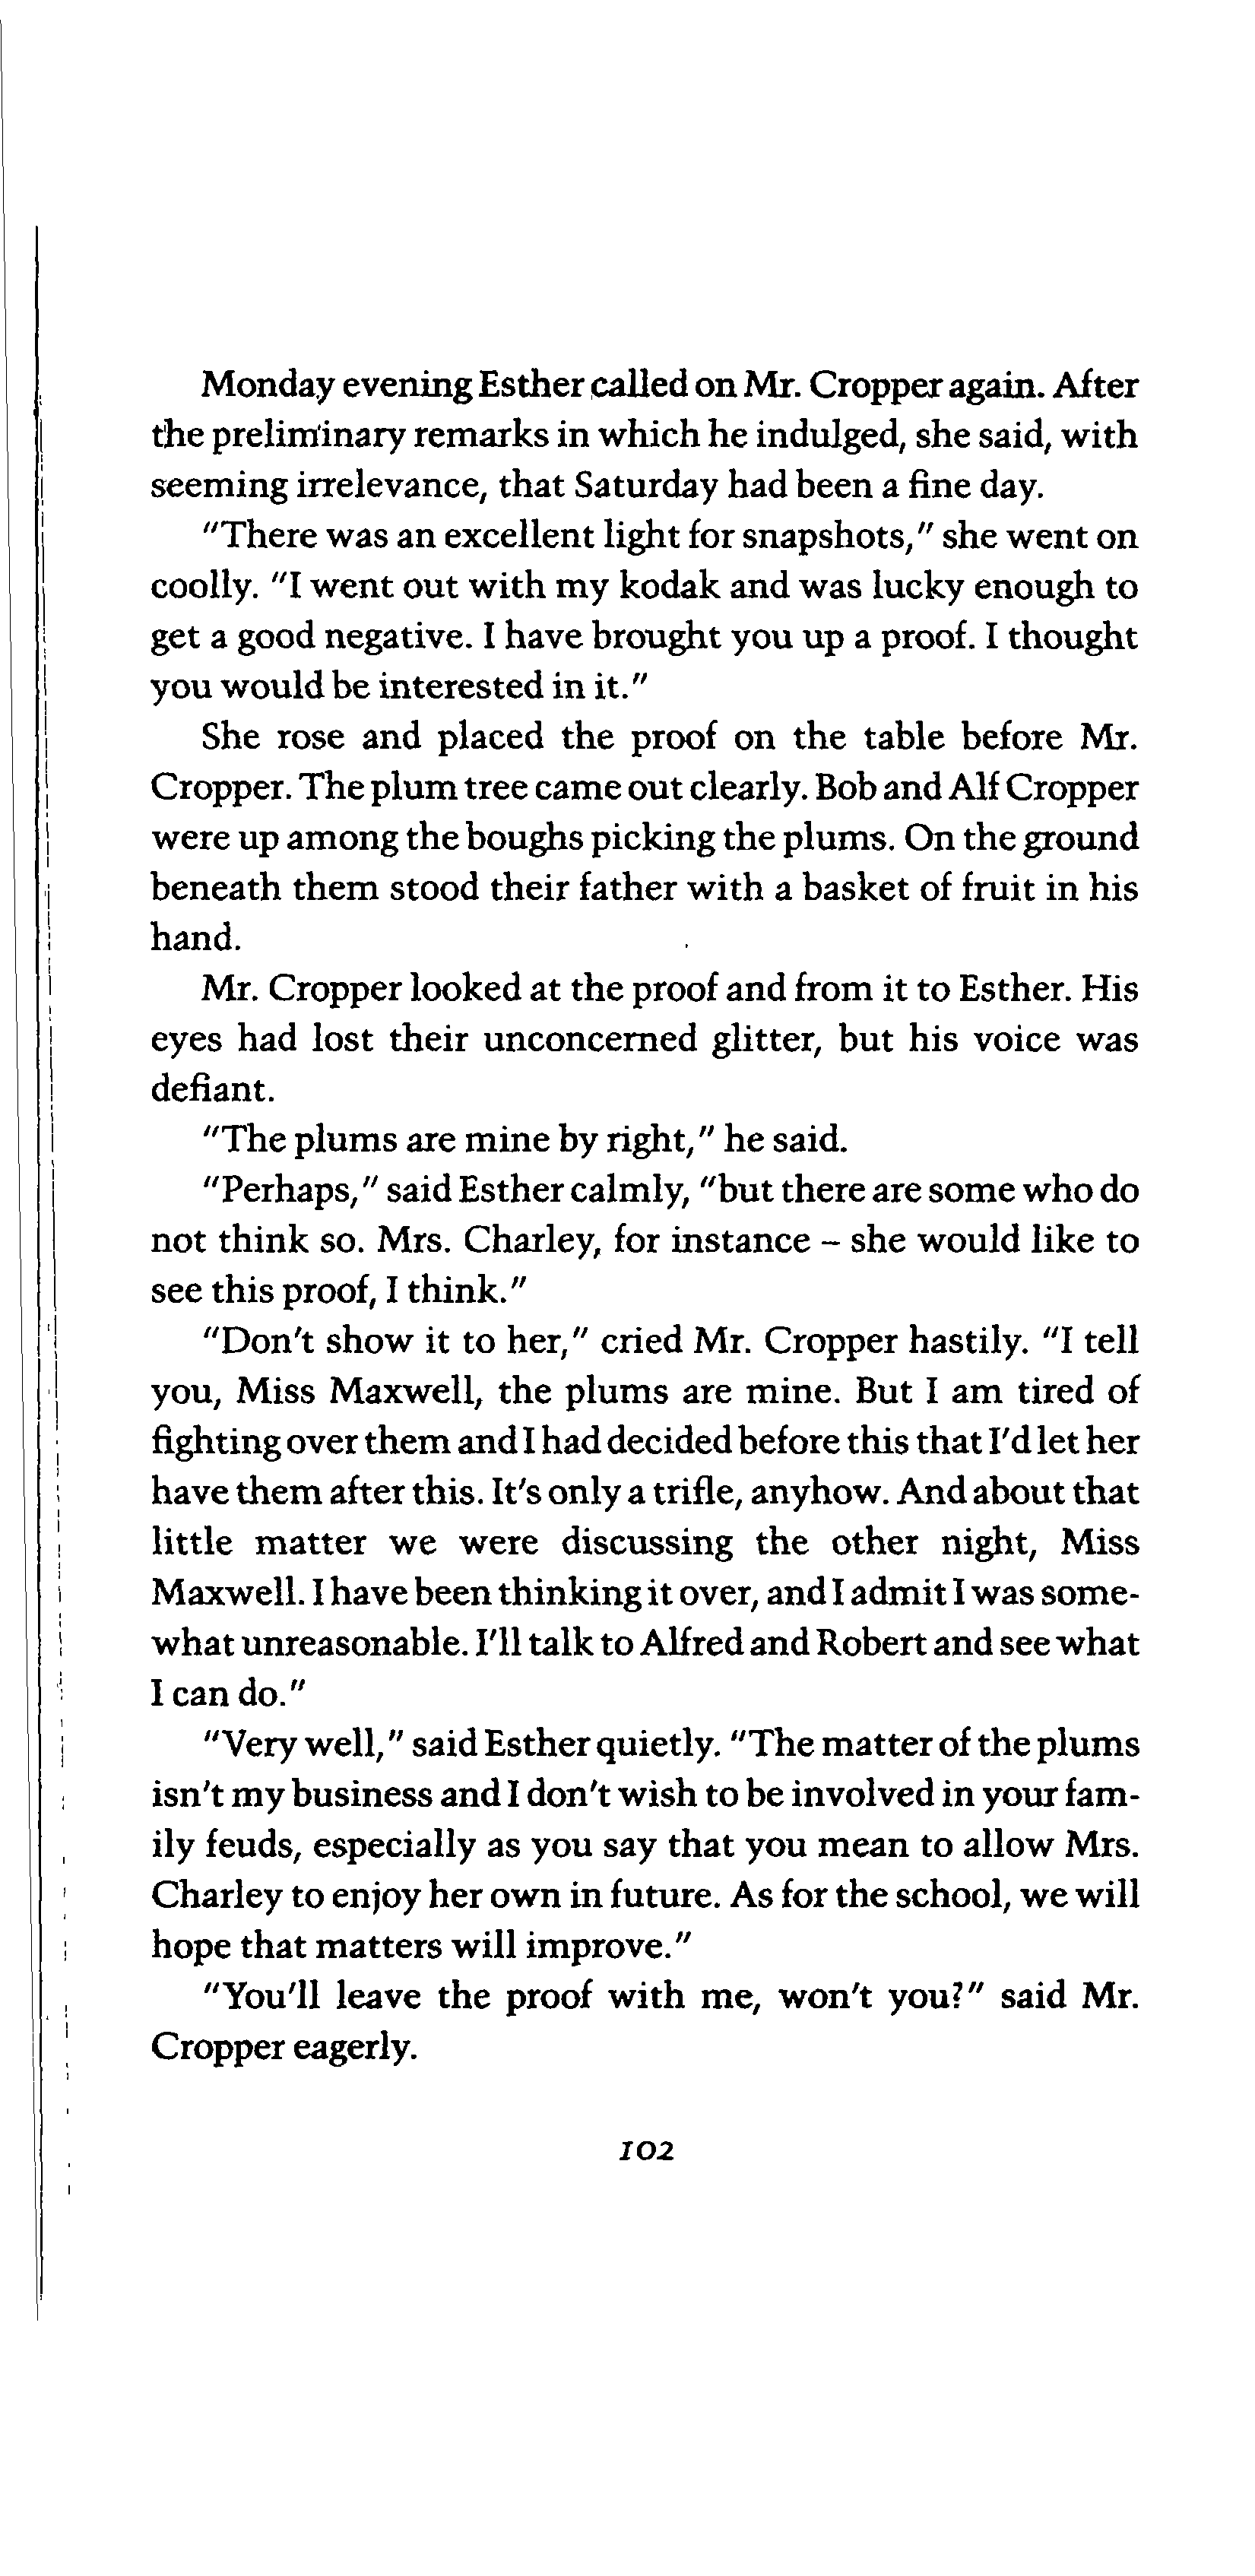 Monday evening Esther called on Mr. Cropper again. After
the preliminary remarks in which he indulged, she said, with
seeming irrelevance, that Saturday had been a fine day.
"There was an excellent light for snapshots," she went on
coolly. "I went out with my kodak and was lucky enough to
get a good negative. I have brought you up a proof. I thought
you would be interested in it."
She rose and placed the proof on the table before Mr.
Cropper. The plum tree came out clearly. Bob and Alf Cropper
were up among the boughs picking the plums. On the ground
beneath them stood their father with a basket of fruit in his
hand.
Mr. Cropper looked at the proof and from it to Esther. His
eyes had lost their unconcerned glitter, but his voice was
defiant.
"The plums are mine by right," he said.
"Perhaps," said Esther calmly, "but there are some who do
not think so. Mrs. Charley, for instance – she would like to
see this proof, I think."
"Don't show it to her," cried Mr. Cropper hastily. "I tell
you, Miss Maxwell, the plums are mine. But I am tired of
fighting over them and I had decided before this that I'd let her
have them after this. It's only a trifle, anyhow. And about that
little matter we were discussing the other night, Miss
Maxwell. I have been thinking it over, and I admit I was some-
what unreasonable. I'll talk to Alfred and Robert and see what
I can do."
"Very well," said Esther quietly. "The matter of the plums
isn't my business and I don't wish to be involved in your fam-
ily feuds, especially as you say that you mean to allow Mrs.
Charley to enjoy her own in future. As for the school, we will
hope that matters will improve."
"You'll leave the proof with me, won't you?" said Mr.
Cropper eagerly.
102